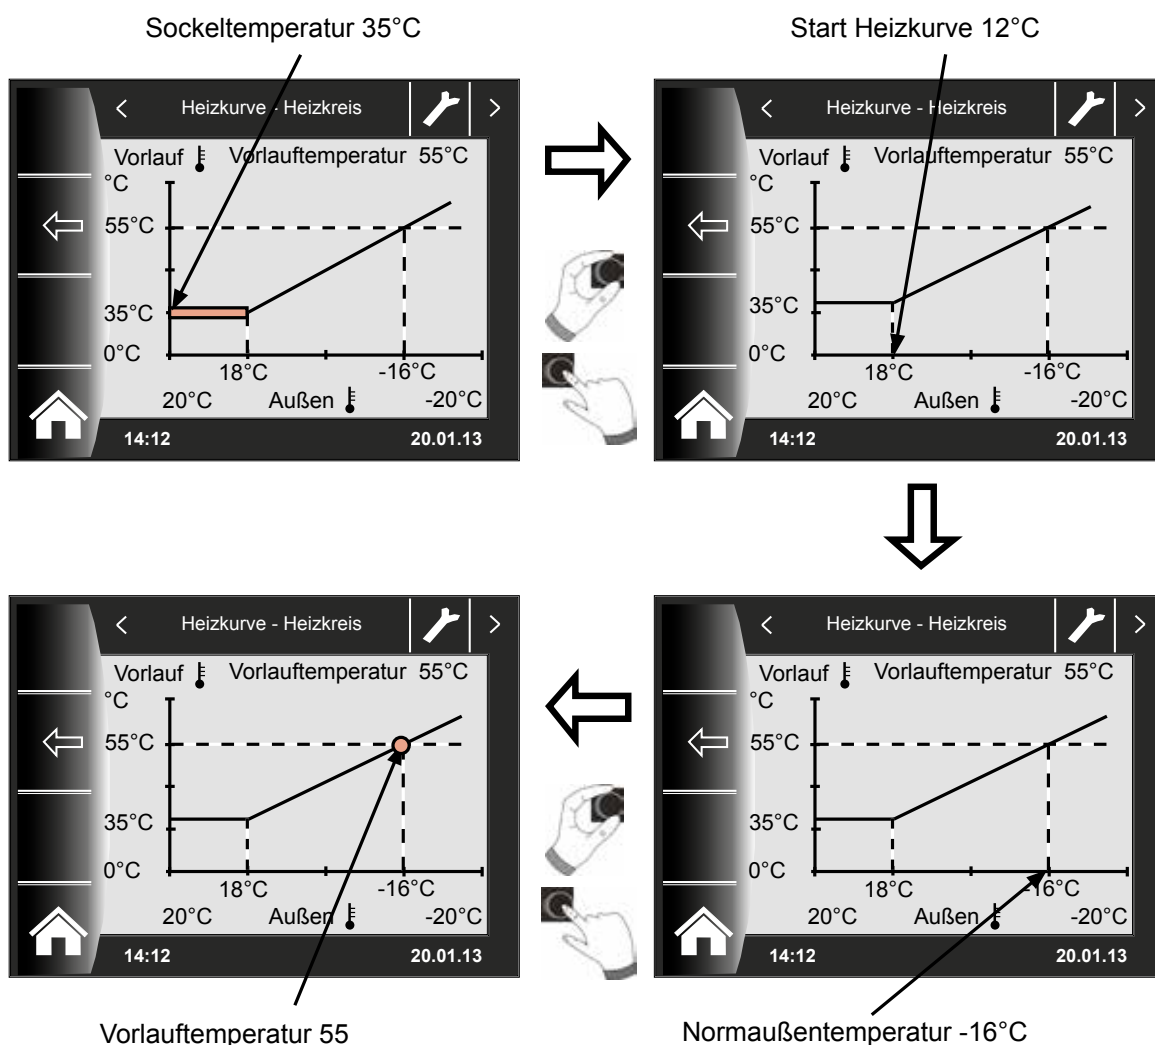 Sockeltemperatur 35°C
Start Heizkurve 12°C
< Heizkurve - Heizkreis >
Vorlauf Vorlauftemperatur 55°C
°C
55°C
35°C
0°C
18°C -16°C
20°C Außen -20°C
14:12 20.01.13
< Heizkurve - Heizkreis >
Vorlauf Vorlauftemperatur 55°C
°C
55°C
35°C
0°C
18°C -16°C
20°C Außen -20°C
14:12 20.01.13
< Heizkurve - Heizkreis >
Vorlauf Vorlauftemperatur 55°C
°C
55°C
35°C
0°C
18°C -16°C
20°C Außen -20°C
14:12 20.01.13
< Heizkurve - Heizkreis >
Vorlauf Vorlauftemperatur 55°C
°C
55°C
35°C
0°C
18°C -16°C
20°C Außen -20°C
14:12 20.01.13
Vorlauftemperatur 55
Normaußentemperatur -16°C